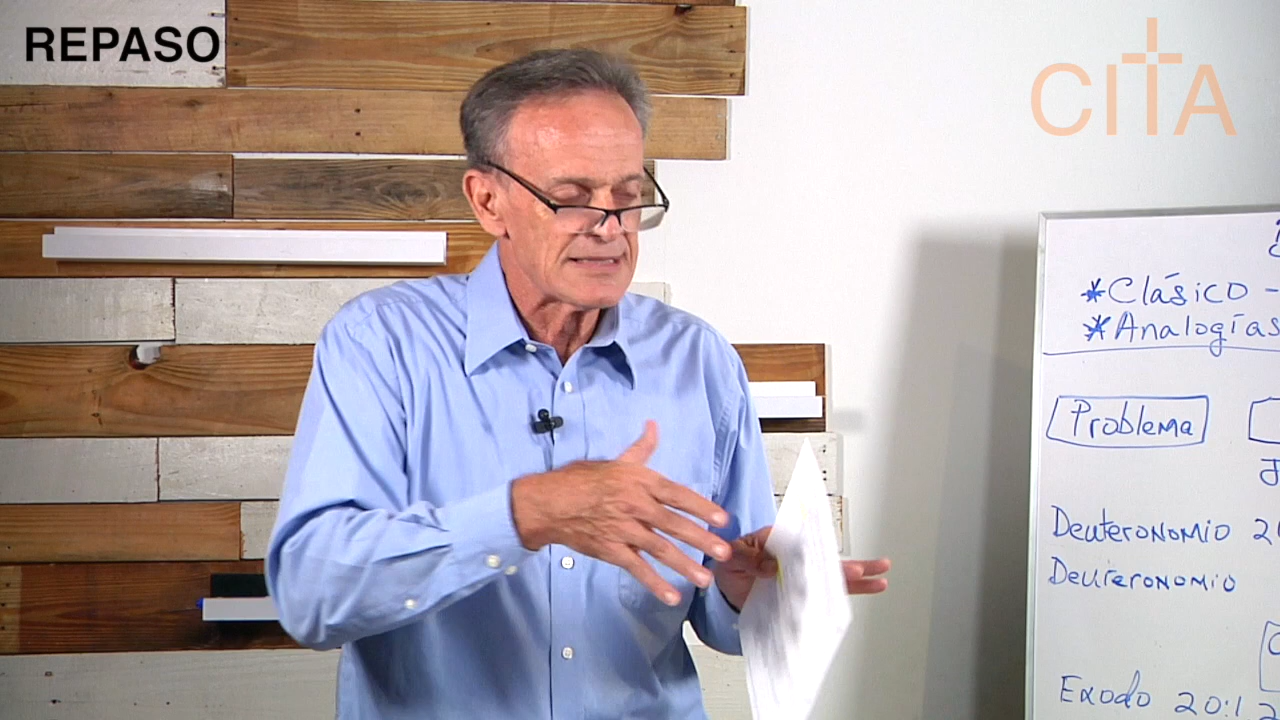 REPASO
CITA
*Clásico -
*Analogías
Problema
Deuteronomio 2
Deuteronomio
Exodo 20:1